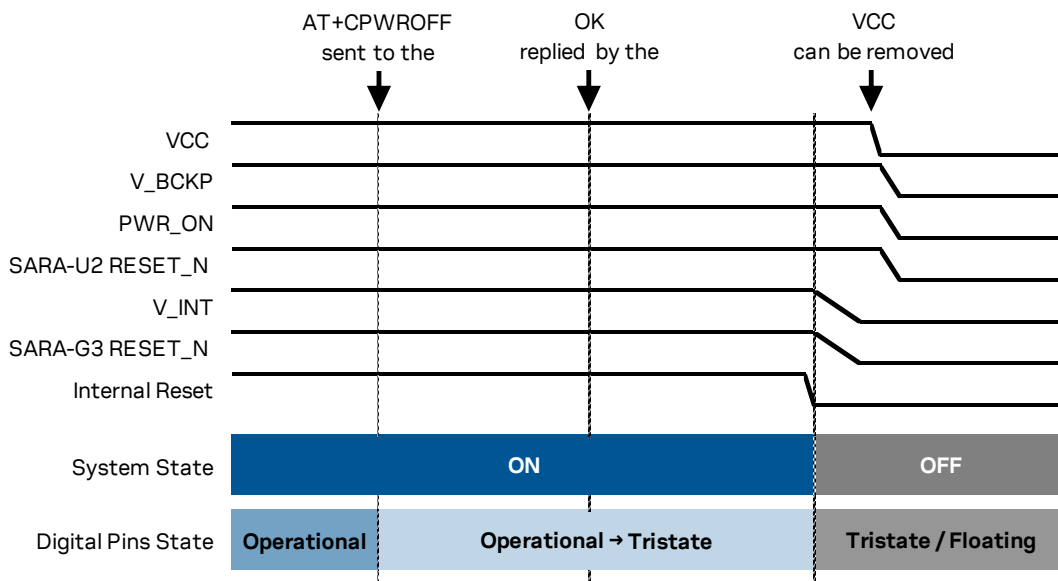 AT+CPWROFF
sent to the
OK
replied by the
VCC
can be removed
VCC
V_BCKP
PWR_ON
SARA-U2 RESET_N
V_INT
SARA-G3 RESET_N
Internal Reset
System State
ON
OFF
Digital Pins State
Operational
Operational → Tristate
Tristate / Floating